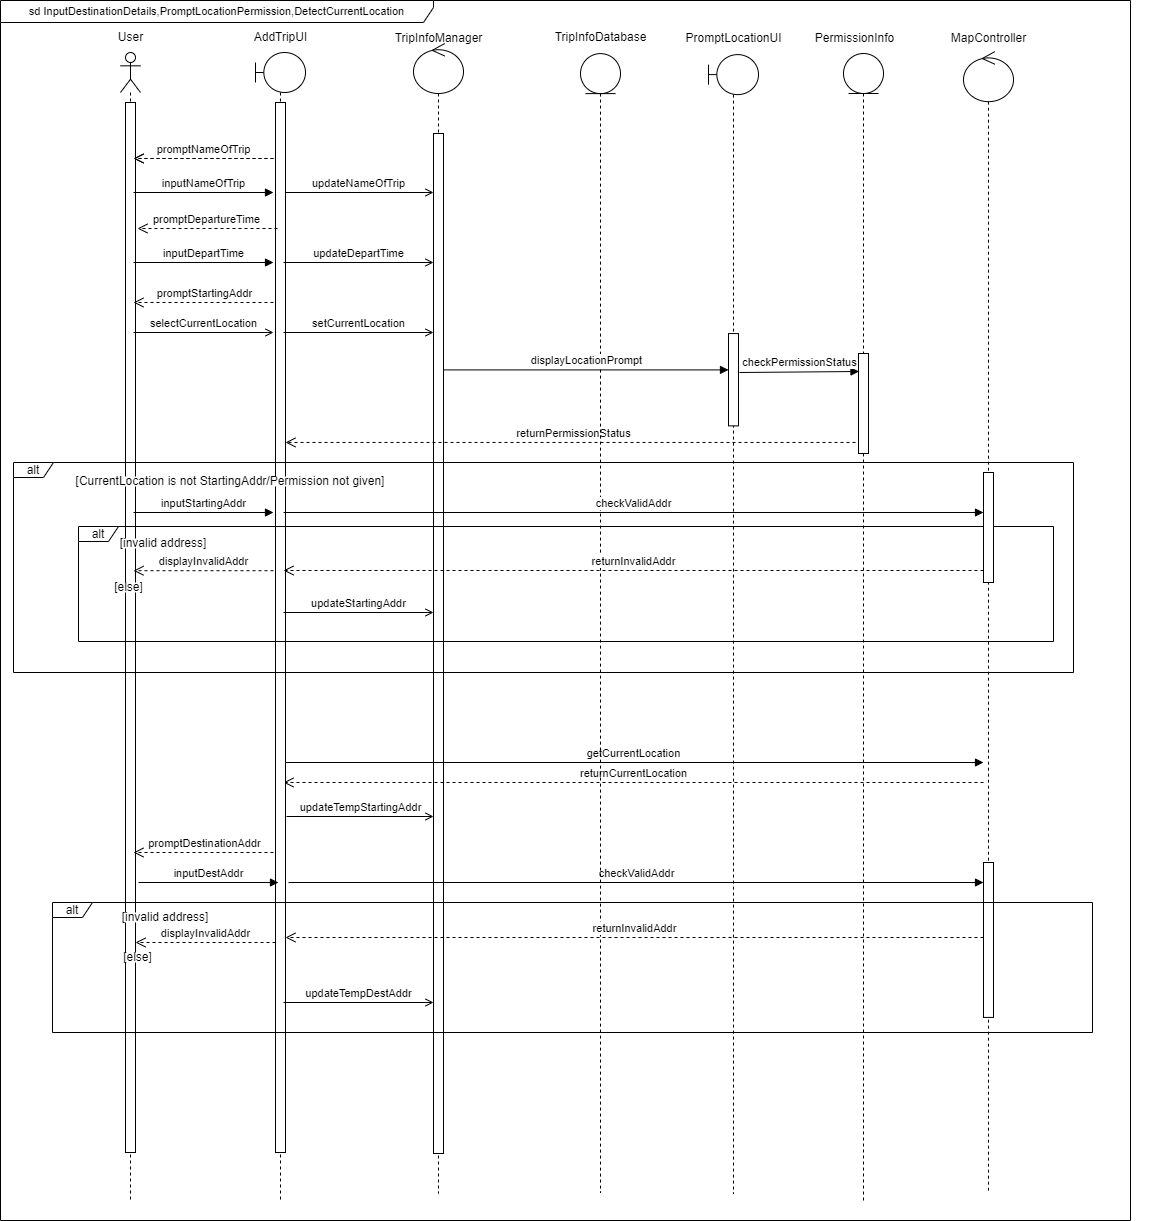 sd InputDestinationDetails,PromptLocationPermission,DetectCurrentLocation
User
AddTripUI
TripInfoManager
TripInfoDatabase
PromptLocationUI
PermissionInfo
MapController
promptNameOfTrip
inputNameOfTrip
updateNameOfTrip
promptDepartureTime
inputDepartTime
updateDepartTime
promptStartingAddr
selectCurrentLocation
setCurrentLocation
displayLocationPrompt
checkPermissionStatus
returnPermissionStatus
alt
[CurrentLocation is not StartingAddr/Permission not given]
inputStartingAddr
checkValidAddr
alt
[invalid address]
displayInvalidAddr
returnInvalidAddr
[else]
updateStartingAddr
getCurrentLocation
returnCurrentLocation
updateTempStartingAddr
promptDestinationAddr
inputDestAddr
checkValidAddr
alt
[invalid address]
displayInvalidAddr
returnInvalidAddr
[else]
updateTempDestAddr